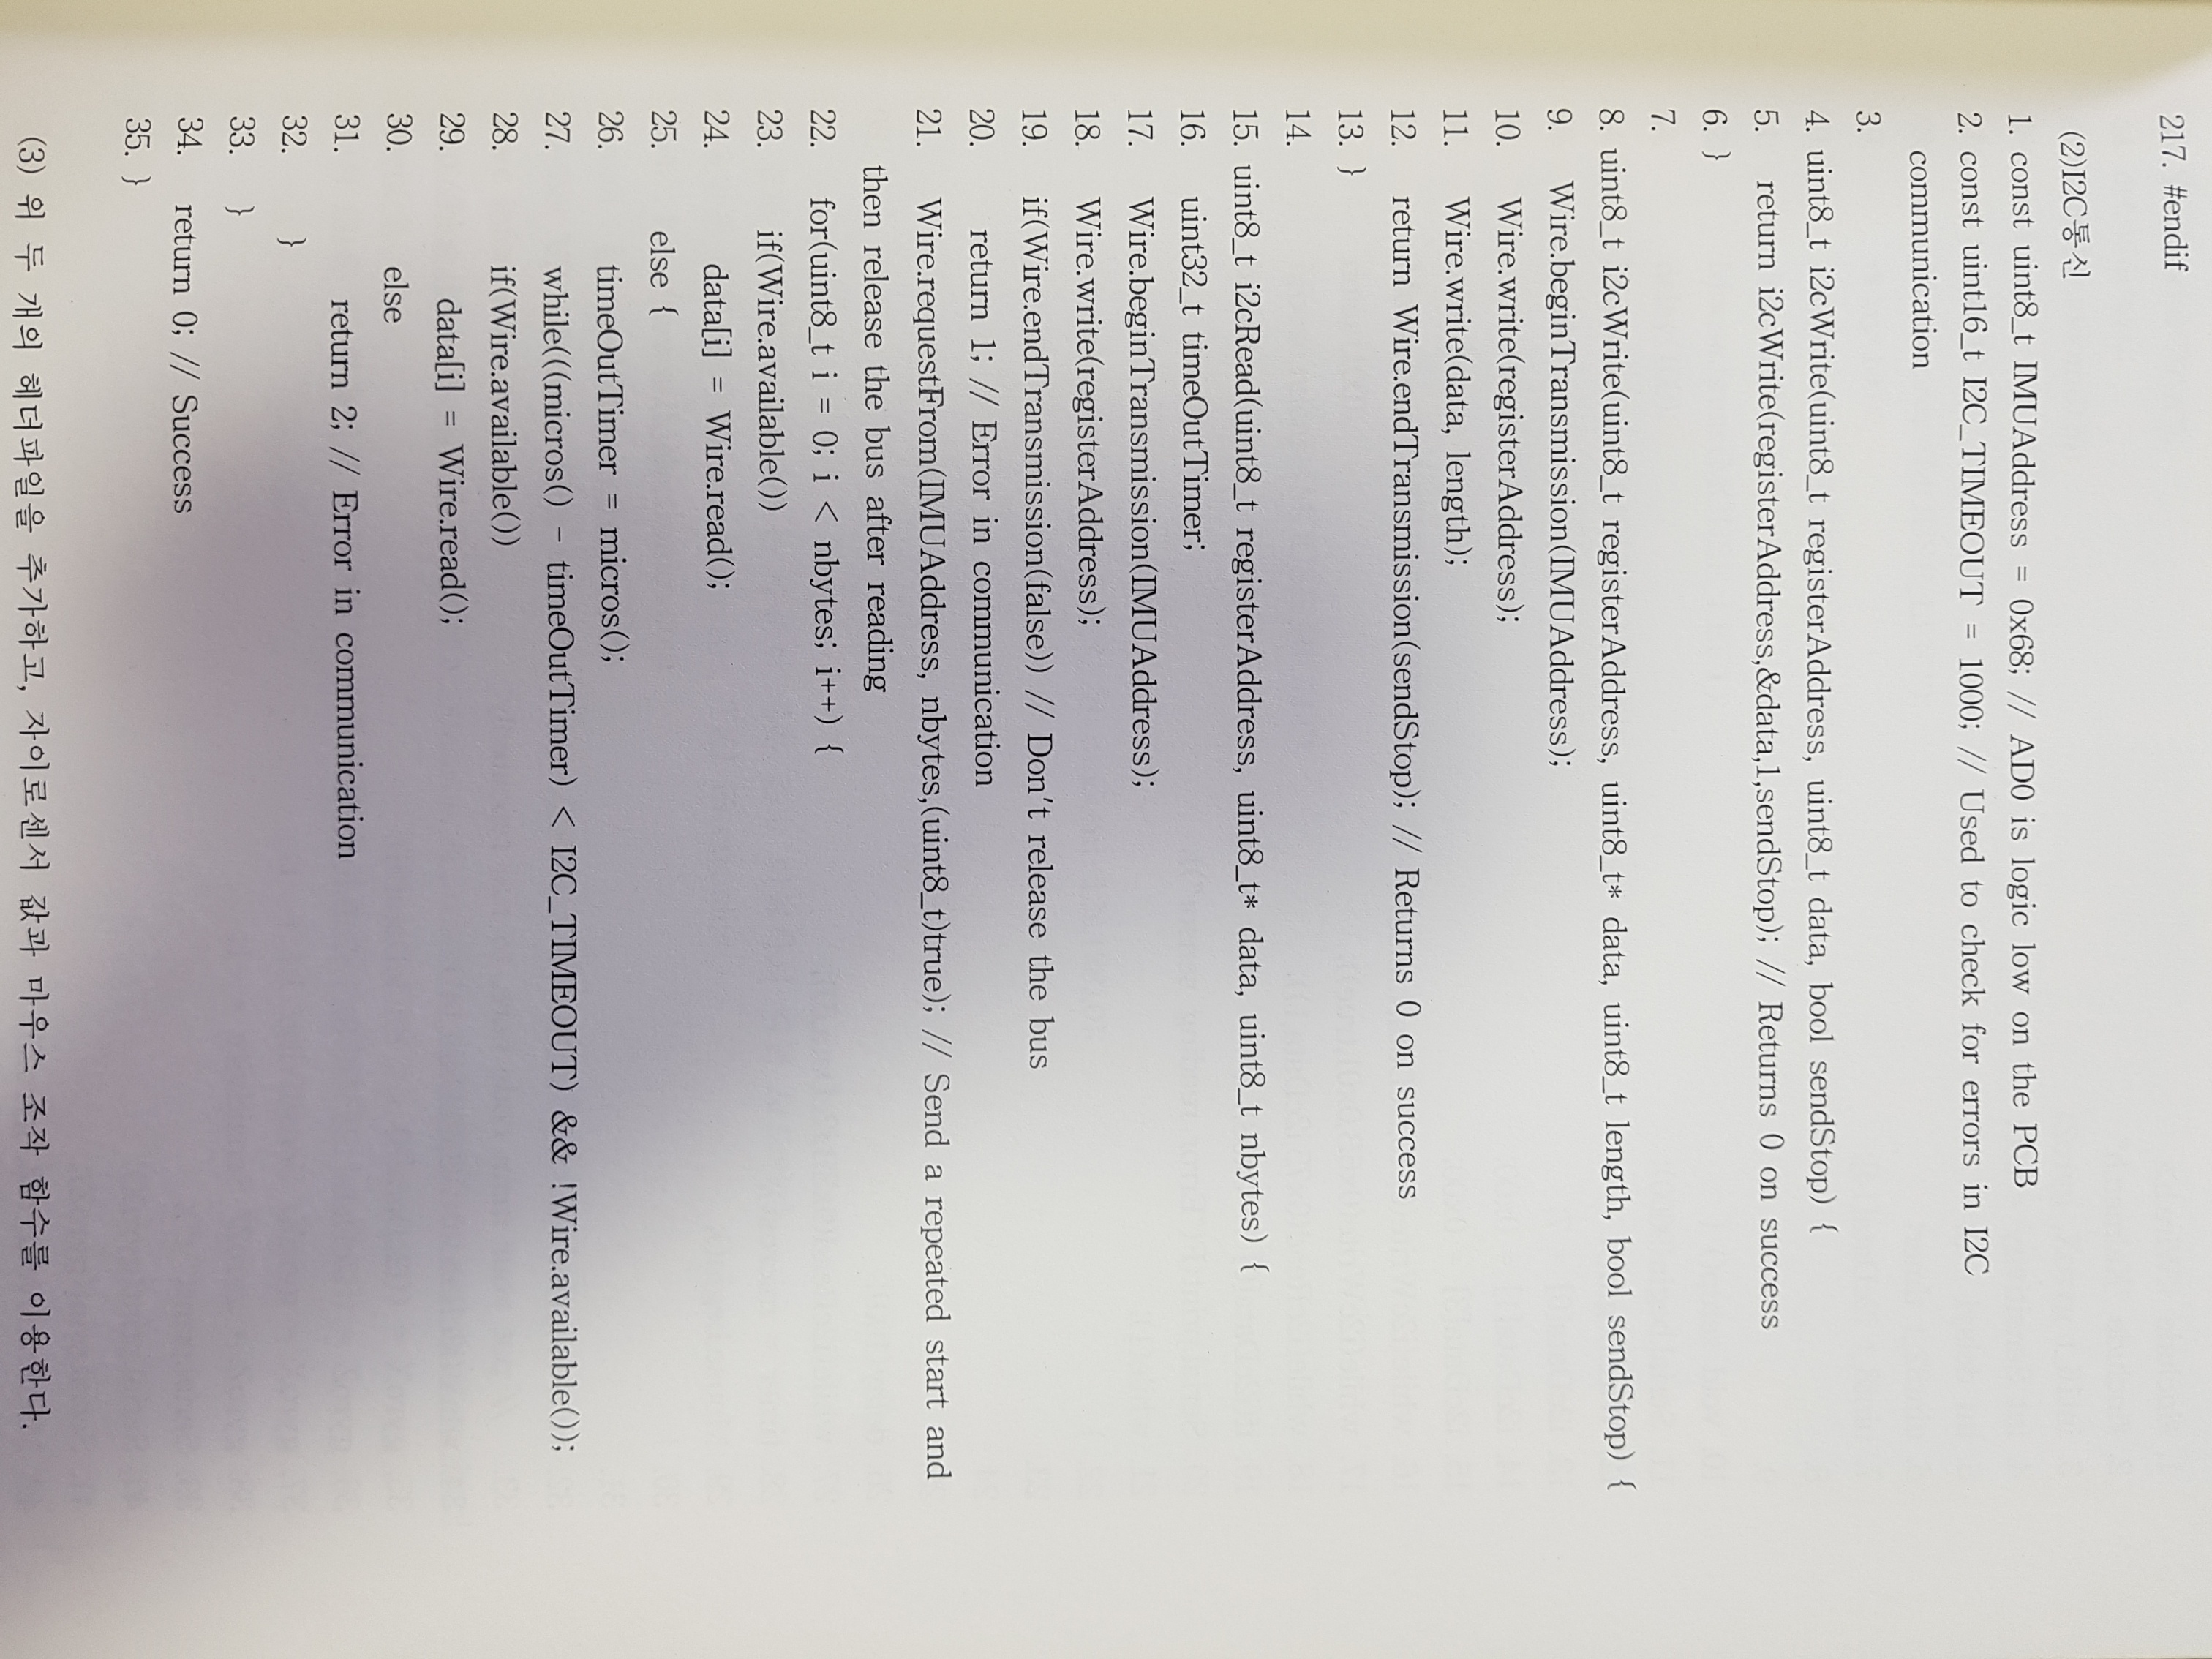 217. #endif
(2)I2C통신
1. const uint8_t IMUAddress = 0x68; // AD0 is logic low on the PCB
2. const uint16_t I2C_TIMEOUT = 1000; // Used to check for errors in I2C
communication
3.
4. uint8_t i2cWrite(uint8_t registerAddress, uint8_t data, bool sendStop) {
5. return i2cWrite(registerAddress,&data,1,sendStop); // Returns 0 on success
6. }
7.
8. uint8_t i2cWrite(uint8_t registerAddress, uint8_t* data, uint8_t length, bool sendStop) {
9. Wire.beginTransmission(IMUAddress);
10. Wire.write(registerAddress);
11. Wire.write(data, length);
12. return Wire.endTransmission(sendStop); // Returns 0 on success
13. }
14.
15. uint8_t i2cRead(uint8_t registerAddress, uint8_t* data, uint8_t nbytes) {
16. uint32_t timeOutTimer;
17. Wire.beginTransmission(IMUAddress);
18. Wire.write(registerAddress);
19. if(Wire.endTransmission(false)) // Don't release the bus
20. return 1; // Error in communication
21. Wire.requestFrom(IMUAddress, nbytes,(uint8_t)true); // Send a repeated start and
then release the bus after reading
22. for(uint8_t i = 0; i < nbytes; i++) {
23. if(Wire.available())
24. data[i] = Wire.read();
25. else {
26. timeOutTimer = micros();
27. while(((micros() - timeOutTimer) < I2C_TIMEOUT) && !Wire.available());
28. if(Wire.available())
29. data[i] = Wire.read();
30. else
31. return 2; // Error in communication
32. }
33. }
34. return 0; // Success
35. }
(3) 위 두 개의 헤더파일을 추가하고, 자이로센서 값과 마우스 조작 함수를 이용한다.